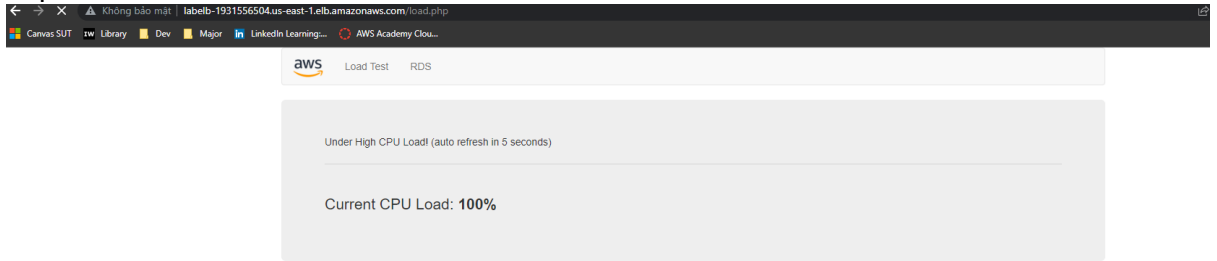 Không bảo mật | labelb-1931556504.us-east-1.elb.amazonaws.com/load.php
Canvas SUT IW Library Dev Major in LinkedIn Learning:... AWS Academy Clou...
aws Load Test RDS
Under High CPU Load! (auto refresh in 5 seconds)
Current CPU Load: 100%